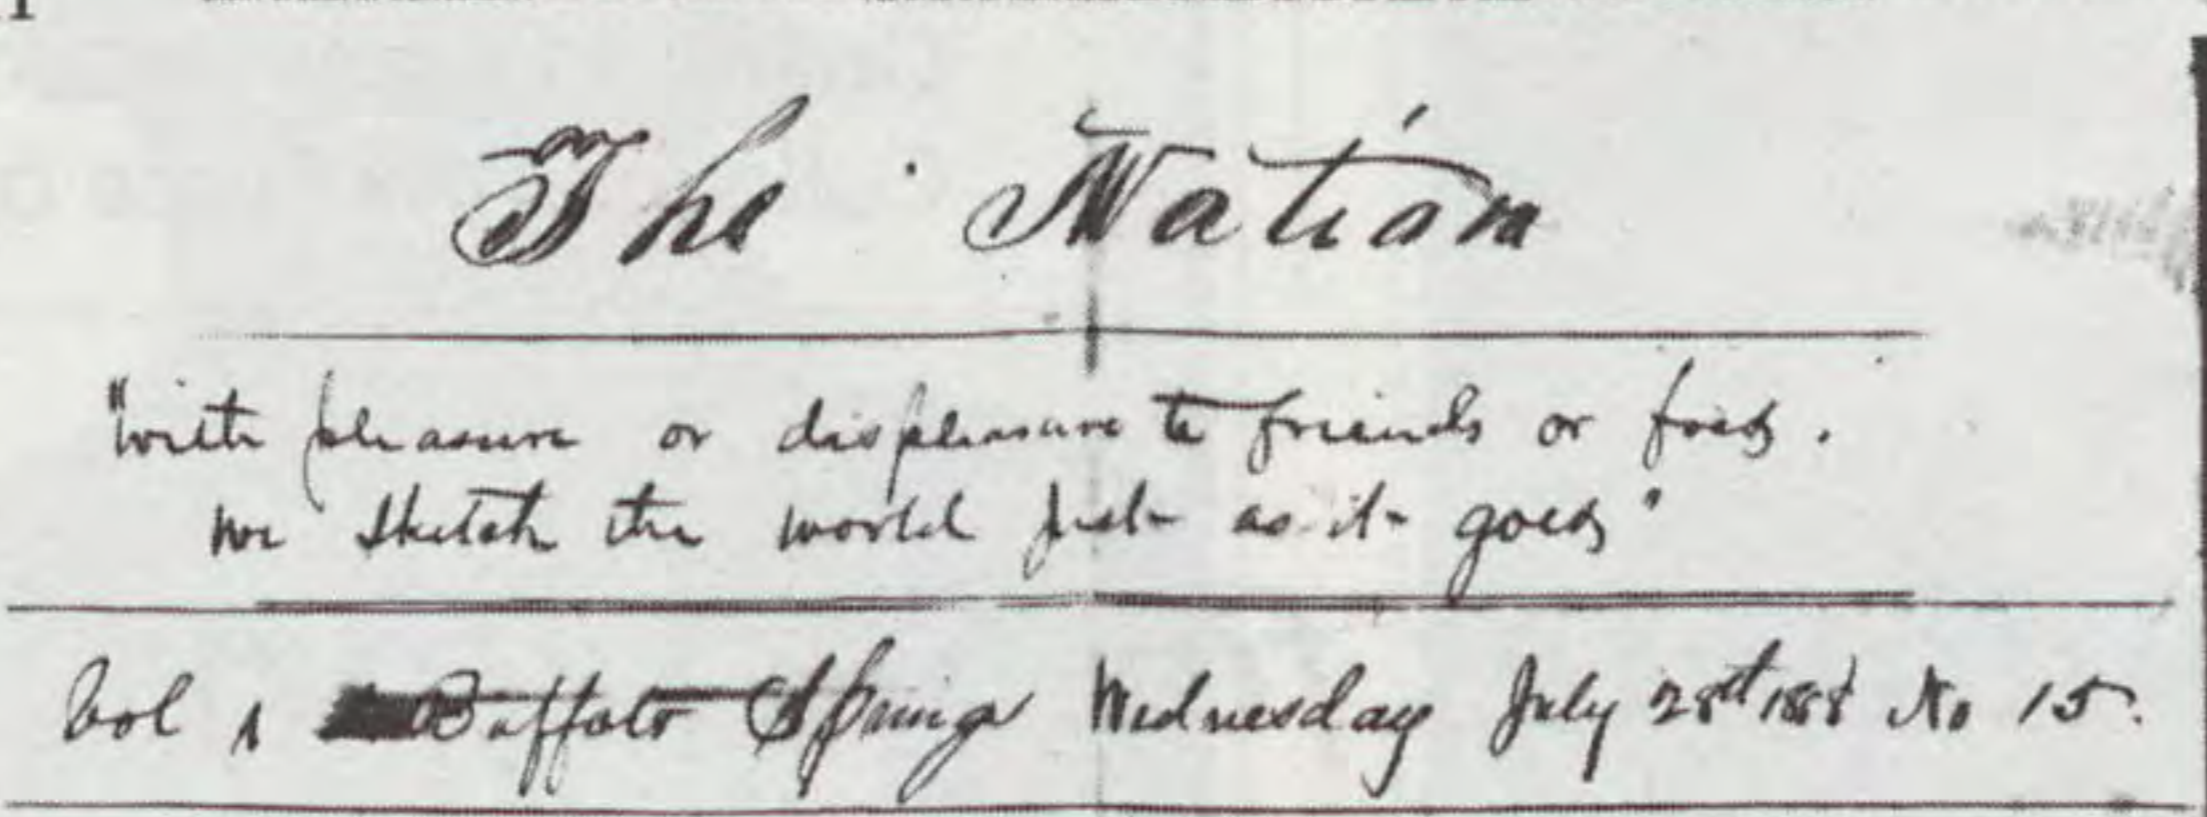 The Nation
"With pleasure or displeasure to friends or foes.
we sketch the world just as it goes"
Vol 1 Buffalo Springs Wednesday July 28th 188 No 15.